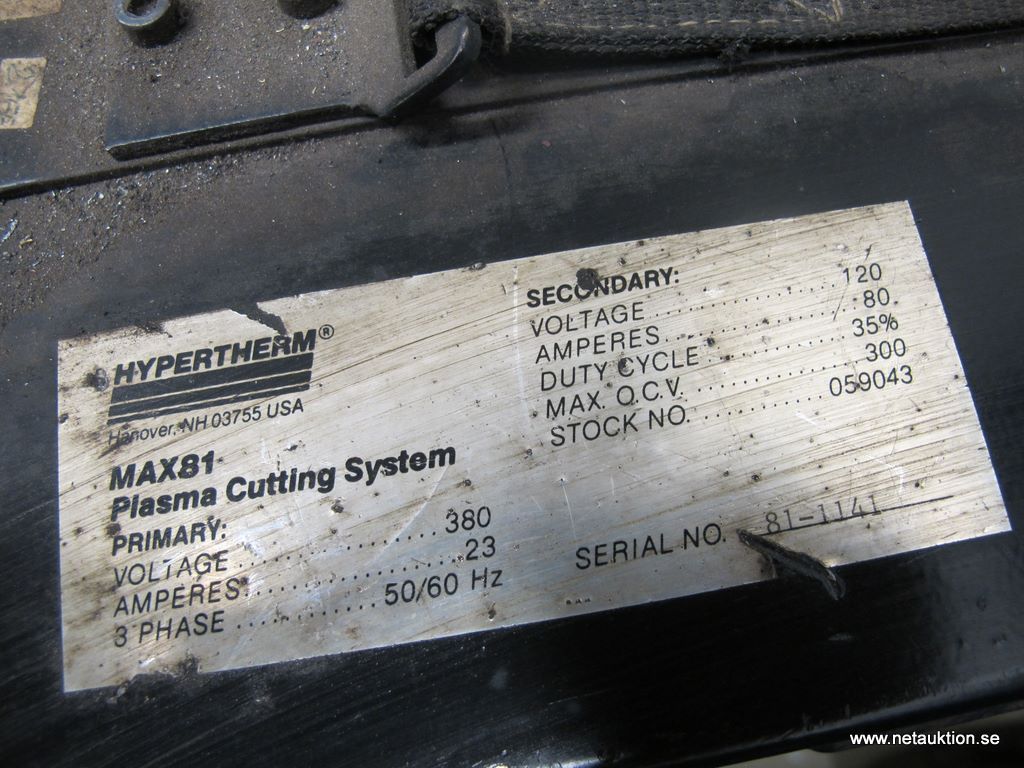 HYPERTHERM®
Hanover, NH 03755 USA
MAX81
Plasma Cutting System
PRIMARY:
VOLTAGE .......... 380
AMPERES .......... 23
3 PHASE .......... 50/60 Hz
SECONDARY:
VOLTAGE .......... 120
AMPERES .......... 80
DUTY CYCLE .......... 35%
MAX. O.C.V. .......... 300
STOCK NO. .......... 059043
SERIAL NO. 81-1141
www.netauktion.se